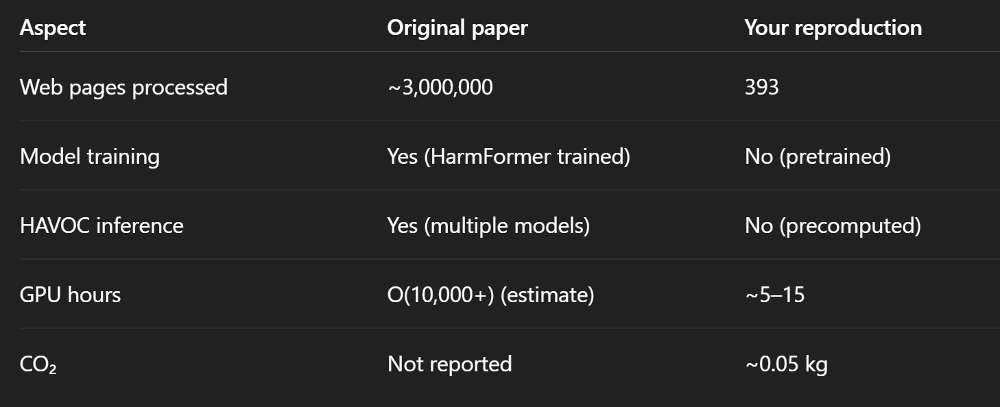 Aspect Original paper Your reproduction
Web pages processed ~3,000,000 393
Model training Yes (HarmFormer trained) No (pretrained)
HAVOC inference Yes (multiple models) No (precomputed)
GPU hours O(10,000+) (estimate) ~5–15
CO₂ Not reported ~0.05 kg